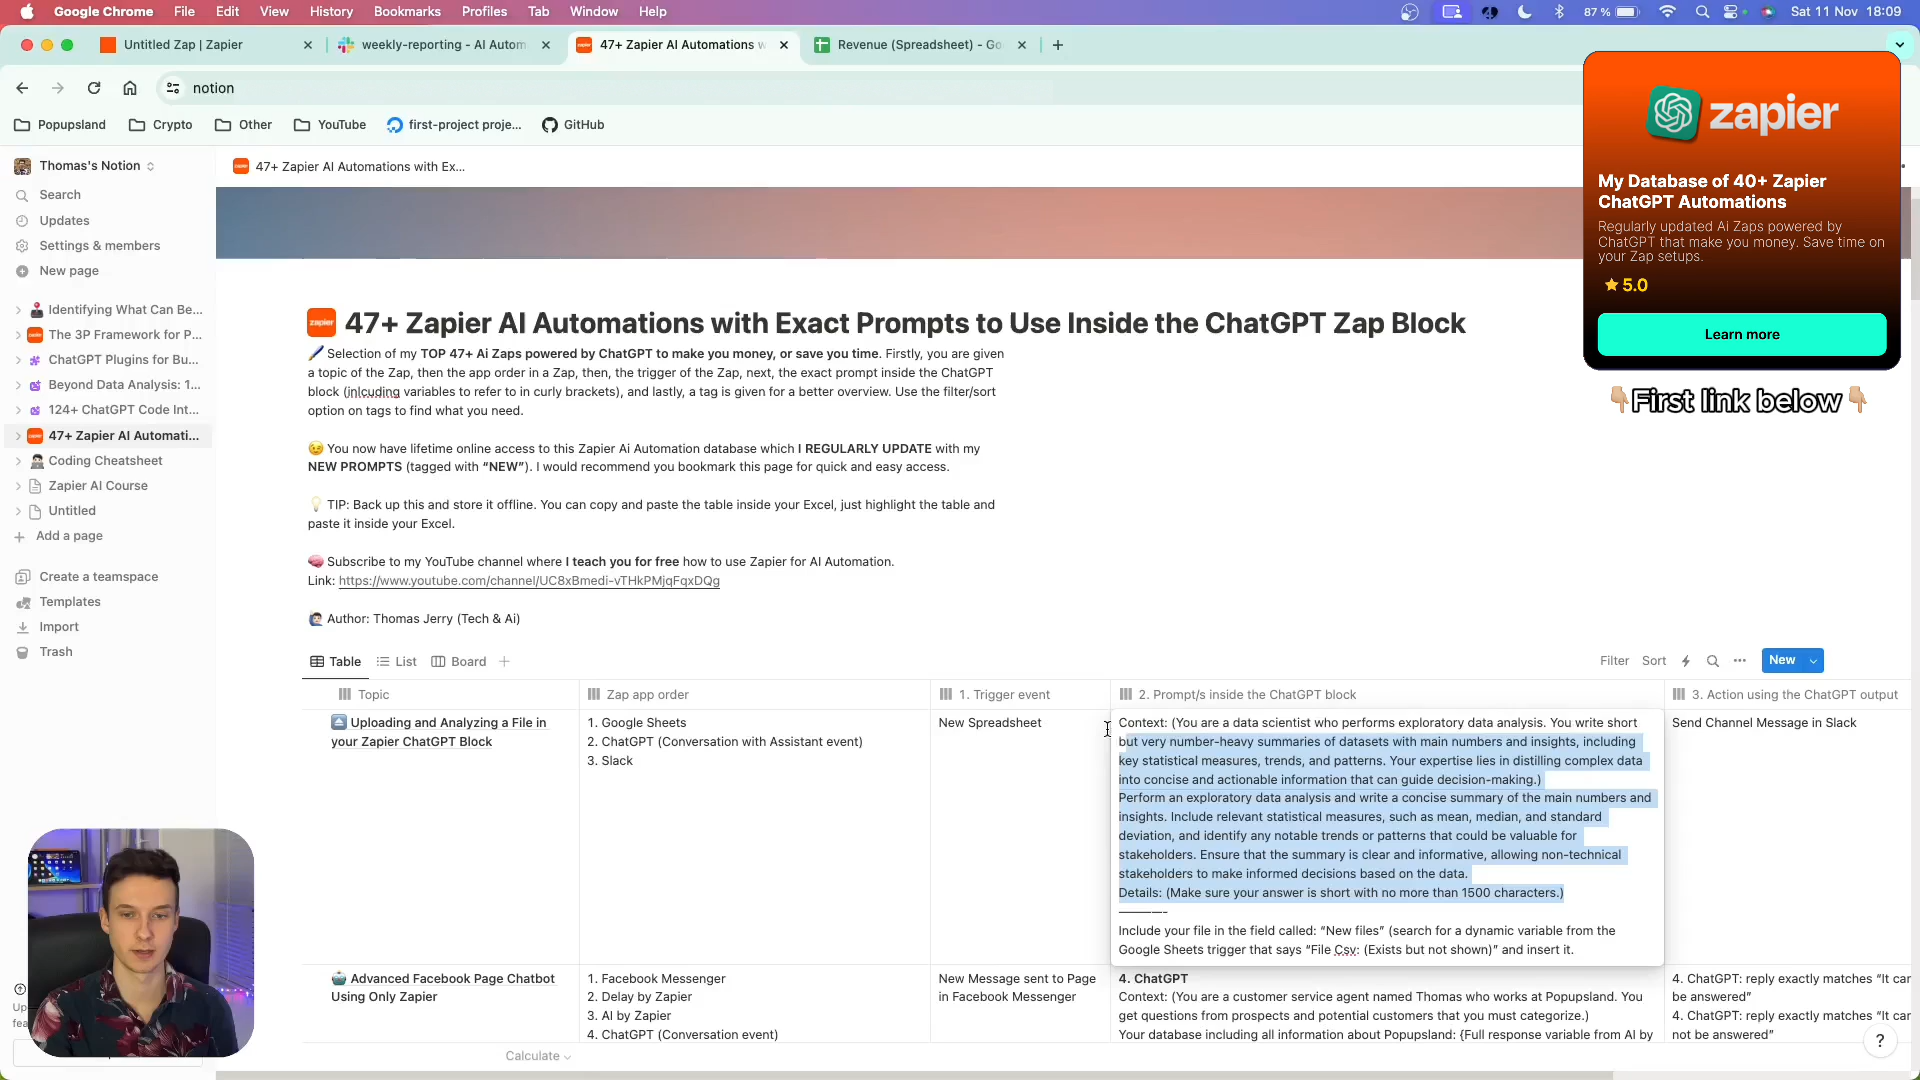 Google Chrome File Edit View History Bookmarks Profiles Tab Window Help
87 % Sat 11 Nov 18:09
Untitled Zap | Zapier
weekly-reporting - AI Autom
47+ Zapier AI Automations w
Revenue (Spreadsheet) - Go
notion
Popupsland Crypto Other YouTube first-project proje... GitHub
Thomas's Notion
Search
Updates
Settings & members
New page
Identifying What Can Be...
The 3P Framework for P...
ChatGPT Plugins for Bu...
Beyond Data Analysis: 1...
124+ ChatGPT Code Int...
47+ Zapier AI Automati...
Coding Cheatsheet
Zapier AI Course
Untitled
Add a page
Create a teamspace
Templates
Import
Trash
47+ Zapier AI Automations with Ex...
zapier
My Database of 40+ Zapier
ChatGPT Automations
Regularly updated Ai Zaps powered by
ChatGPT that make you money. Save time on
your Zap setups.
★ 5.0
Learn more
👇🏼First link below👇🏼
zapier 47+ Zapier AI Automations with Exact Prompts to Use Inside the ChatGPT Zap Block
🖌️ Selection of my TOP 47+ Ai Zaps powered by ChatGPT to make you money, or save you time. Firstly, you are given
a topic of the Zap, then the app order in a Zap, then, the trigger of the Zap, next, the exact prompt inside the ChatGPT
block (inlcuding variables to refer to in curly brackets), and lastly, a tag is given for a better overview. Use the filter/sort
option on tags to find what you need.
😉 You now have lifetime online access to this Zapier Ai Automation database which I REGULARLY UPDATE with my
NEW PROMPTS (tagged with “NEW”). I would recommend you bookmark this page for quick and easy access.
💡 TIP: Back up this and store it offline. You can copy and paste the table inside your Excel, just highlight the table and
paste it inside your Excel.
🧠 Subscribe to my YouTube channel where I teach you for free how to use Zapier for AI Automation.
Link: https://www.youtube.com/channel/UC8xBmedi-vTHkPMjqFqxDQg
🙋🏻‍♂️ Author: Thomas Jerry (Tech & Ai)
Table List Board
Filter Sort New
Topic
Zap app order
1. Trigger event
2. Prompt/s inside the ChatGPT block
3. Action using the ChatGPT output
Uploading and Analyzing a File in
your Zapier ChatGPT Block
1. Google Sheets
2. ChatGPT (Conversation with Assistant event)
3. Slack
New Spreadsheet
Context: (You are a data scientist who performs exploratory data analysis. You write short
but very number-heavy summaries of datasets with main numbers and insights, including
key statistical measures, trends, and patterns. Your expertise lies in distilling complex data
into concise and actionable information that can guide decision-making.)
Perform an exploratory data analysis and write a concise summary of the main numbers and
insights. Include relevant statistical measures, such as mean, median, and standard
deviation, and identify any notable trends or patterns that could be valuable for
stakeholders. Ensure that the summary is clear and informative, allowing non-technical
stakeholders to make informed decisions based on the data.
Details: (Make sure your answer is short with no more than 1500 characters.)
————-
Include your file in the field called: “New files” (search for a dynamic variable from the
Google Sheets trigger that says “File Csv: (Exists but not shown)” and insert it.
Send Channel Message in Slack
Advanced Facebook Page Chatbot
Using Only Zapier
1. Facebook Messenger
2. Delay by Zapier
3. AI by Zapier
4. ChatGPT (Conversation event)
New Message sent to Page
in Facebook Messenger
4. ChatGPT
Context: (You are a customer service agent named Thomas who works at Popupsland. You
get questions from prospects and potential customers that you must categorize.)
Your database including all information about Popupsland: {Full response variable from AI by
4. ChatGPT: reply exactly matches “It can
be answered”
4. ChatGPT: reply exactly matches “It can
not be answered”
Calculate
?